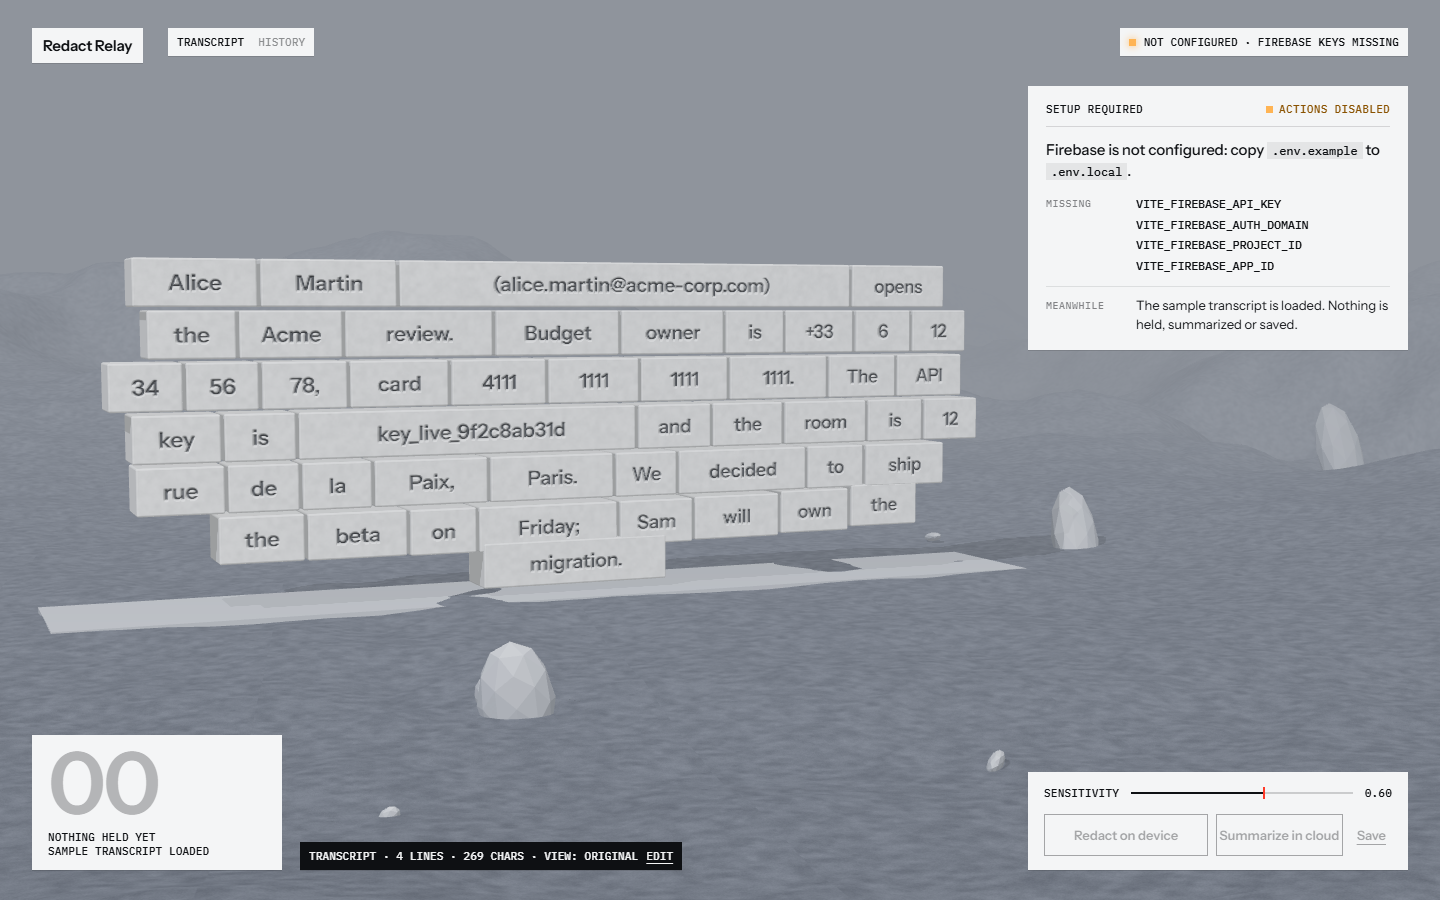 Redact Relay
TRANSCRIPT HISTORY
NOT CONFIGURED · FIREBASE KEYS MISSING
SETUP REQUIRED
ACTIONS DISABLED
Firebase is not configured: copy .env.example to
.env.local.
MISSING
VITE_FIREBASE_API_KEY
VITE_FIREBASE_AUTH_DOMAIN
VITE_FIREBASE_PROJECT_ID
VITE_FIREBASE_APP_ID
MEANWHILE
The sample transcript is loaded. Nothing is
held, summarized or saved.
Alice Martin (alice.martin@acme-corp.com) opens
the Acme review. Budget owner is +33 6 12
34 56 78, card 4111 1111 1111 1111. The API
key is key_live_9f2c8ab31d and the room is 12
rue de la Paix, Paris. We decided to ship
the beta on Friday; Sam will own the
migration.
00
NOTHING HELD YET
SAMPLE TRANSCRIPT LOADED
TRANSCRIPT · 4 LINES · 269 CHARS · VIEW: ORIGINAL EDIT
SENSITIVITY 0.60
Redact on device Summarize in cloud Save